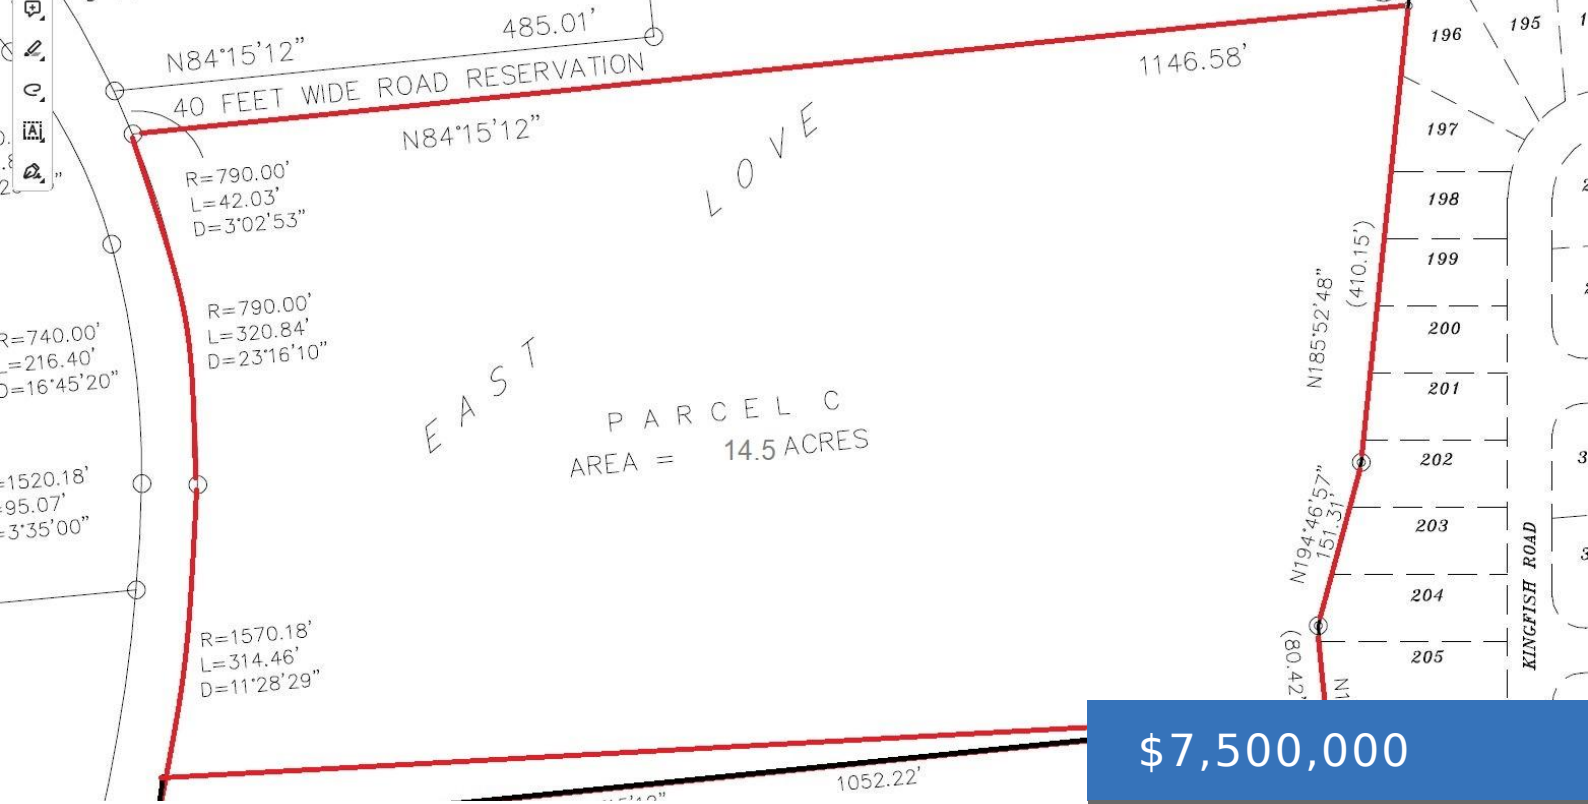 485.01'
N84°15'12"
40 FEET WIDE ROAD RESERVATION
1146.58'
N84°15'12"
196
195
197
198
199
200
201
202
203
204
205
R=790.00'
L=42.03'
D=3°02'53"
R=790.00'
L=320.84'
D=23°16'10"
R=740.00'
L=216.40'
D=16°45'20"
EAST
LOVE
PARCEL C
AREA = 14.5 ACRES
(410.15')
N185°52'48"
N194°46'57"
151.31'
(80.42'
KINGFISH ROAD
=1520.18'
=95.07'
=3°35'00"
R=1570.18'
L=314.46'
D=11°28'29"
1052.22'
$7,500,000